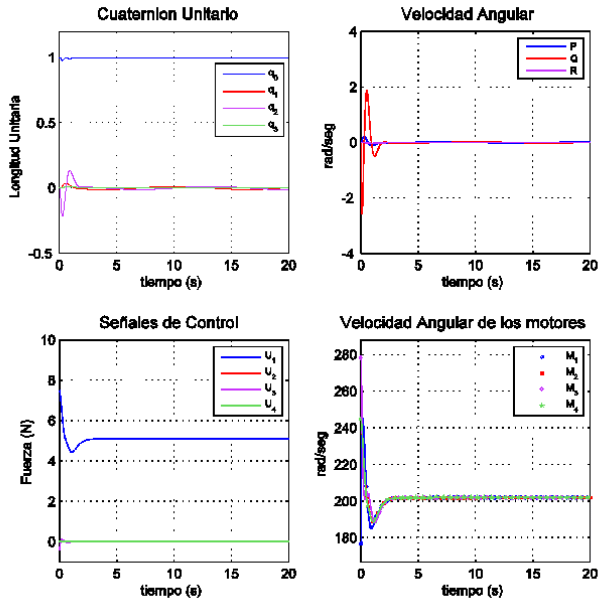 Cuaternion Unitario
1
0.5
0
-0.5
Longitud Unitaria
q0
q1
q2
q3
0 5 10 15 20
tiempo (s)
Velocidad Angular
4
2
0
-2
-4
rad/seg
P
Q
R
0 5 10 15 20
tiempo (s)
Señales de Control
10
8
6
4
2
0
Fuerza (N)
U1
U2
U3
U4
0 5 10 15 20
tiempo (s)
Velocidad Angular de los motores
280
260
240
220
200
180
rad/seg
M1
M2
M3
M4
0 5 10 15 20
tiempo (s)